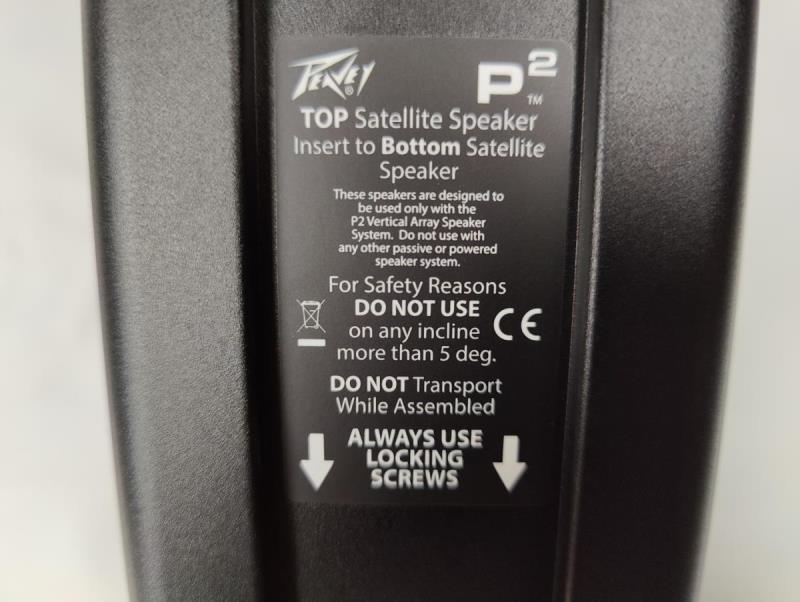 PEAVEY®
P²™
TOP Satellite Speaker
Insert to Bottom Satellite
Speaker
These speakers are designed to
be used only with the
P2 Vertical Array Speaker
System. Do not use with
any other passive or powered
speaker system.
For Safety Reasons
DO NOT USE
on any incline
more than 5 deg.
CE
DO NOT Transport
While Assembled
ALWAYS USE
LOCKING
SCREWS